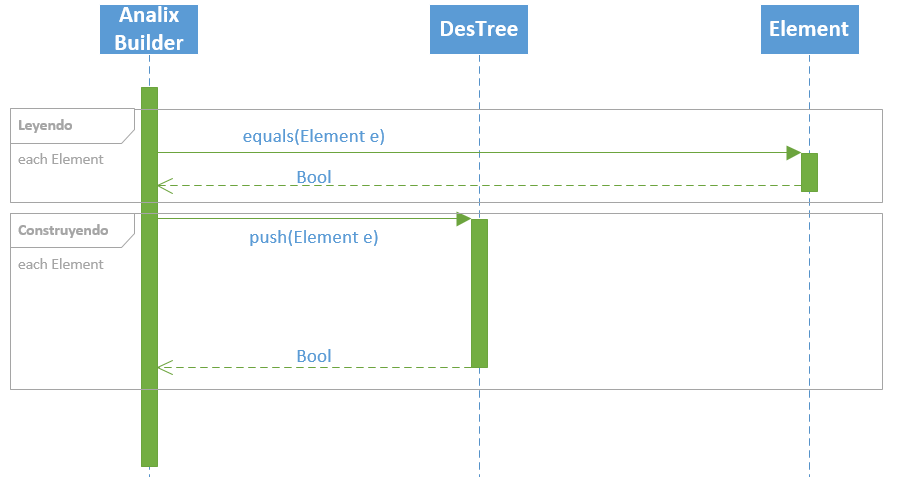 Analix
Builder
DesTree
Element
Leyendo
equals(Element e)
each Element
Bool
Construyendo
push(Element e)
each Element
Bool